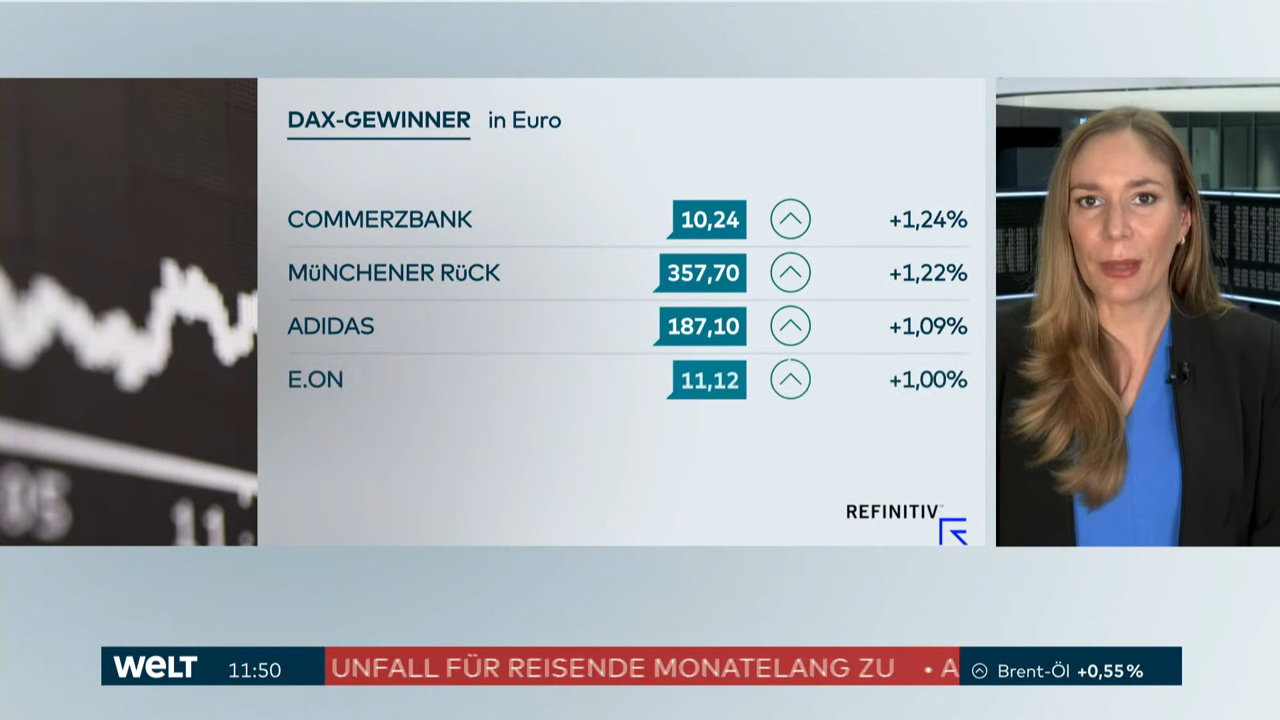 DAX-GEWINNER in Euro
COMMERZBANK 10,24 +1,24%
MüNCHENER RüCK 357,70 +1,22%
ADIDAS 187,10 +1,09%
E.ON 11,12 +1,00%
REFINITIV
WELT 11:50 UNFALL FÜR REISENDE MONATELANG ZU • A Brent-Öl +0,55%